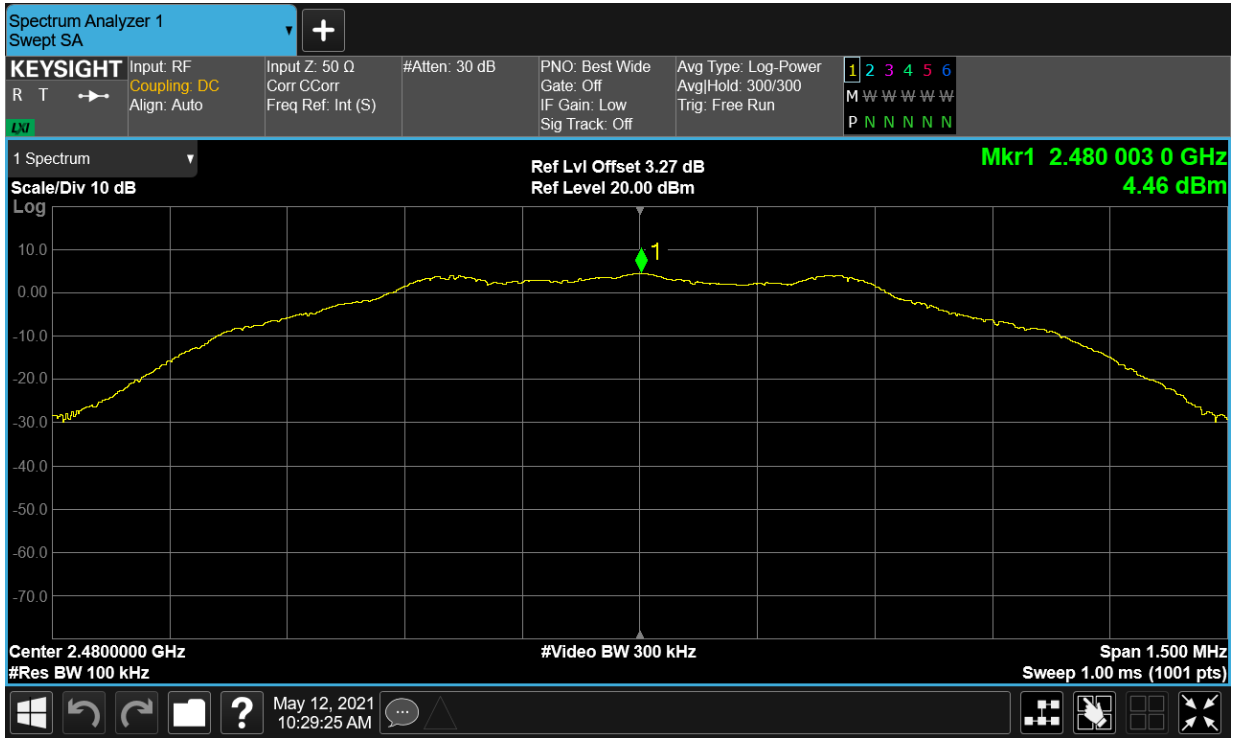 Spectrum Analyzer 1
Swept SA
KEYSIGHT
R T
LXI
Input: RF
Coupling: DC
Align: Auto
Input Z: 50 Ω
Corr CCorr
Freq Ref: Int (S)
#Atten: 30 dB
PNO: Best Wide
Gate: Off
IF Gain: Low
Sig Track: Off
Avg Type: Log-Power
Avg|Hold: 300/300
Trig: Free Run
1 2 3 4 5 6
M W W W W W
P N N N N N
1 Spectrum
Scale/Div 10 dB
Log
Ref Lvl Offset 3.27 dB
Ref Level 20.00 dBm
Mkr1 2.480 003 0 GHz
4.46 dBm
1
10.0
0.00
-10.0
-20.0
-30.0
-40.0
-50.0
-60.0
-70.0
Center 2.4800000 GHz
#Res BW 100 kHz
#Video BW 300 kHz
Span 1.500 MHz
Sweep 1.00 ms (1001 pts)
?
May 12, 2021
10:29:25 AM